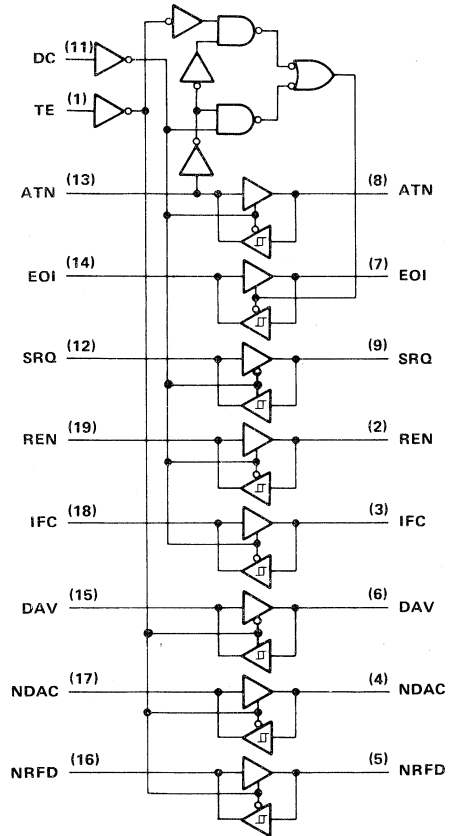 DC (11)
TE (1)
ATN (13) (8) ATN
EOI (14) (7) EOI
SRQ (12) (9) SRQ
REN (19) (2) REN
IFC (18) (3) IFC
DAV (15) (6) DAV
NDAC (17) (4) NDAC
NRFD (16) (5) NRFD